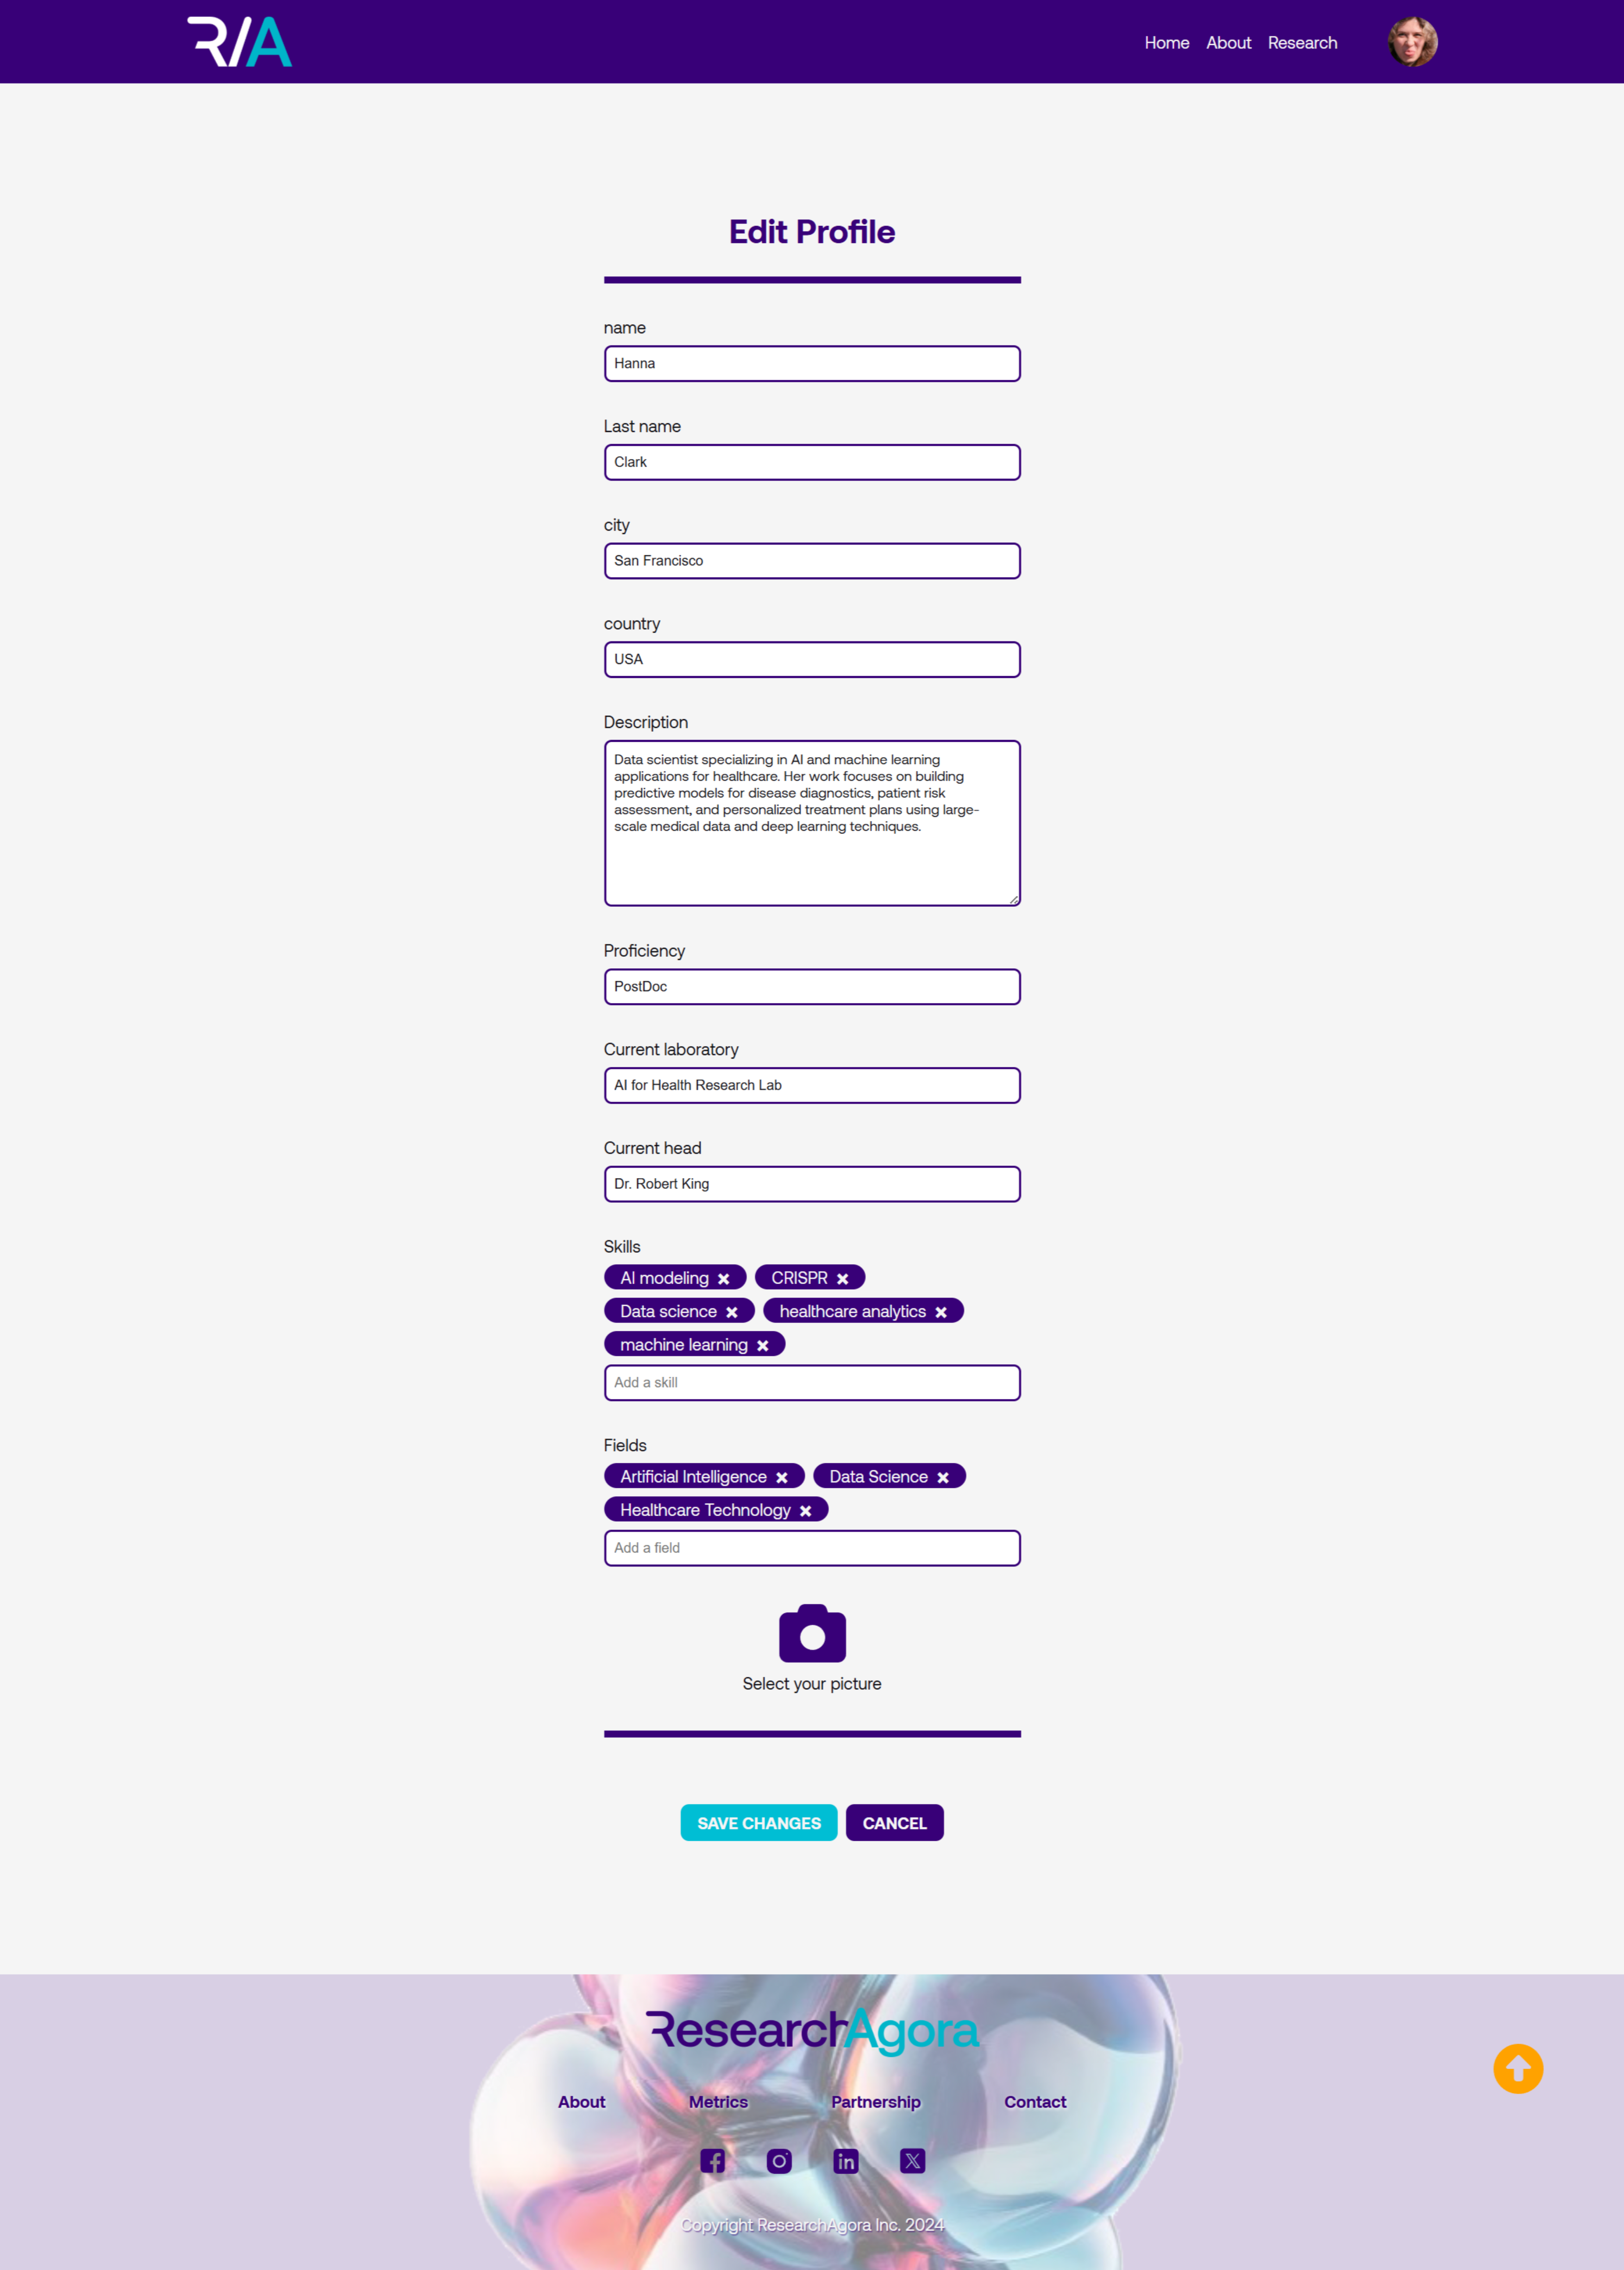 R/A
Home About Research
Edit Profile
name
Hanna
Last name
Clark
city
San Francisco
country
USA
Description
Data scientist specializing in AI and machine learning
applications for healthcare. Her work focuses on building
predictive models for disease diagnostics, patient risk
assessment, and personalized treatment plans using large-
scale medical data and deep learning techniques.
Proficiency
PostDoc
Current laboratory
AI for Health Research Lab
Current head
Dr. Robert King
Skills
AI modeling CRISPR
Data science healthcare analytics
machine learning
Add a skill
Fields
Artificial Intelligence Data Science
Healthcare Technology
Add a field
Select your picture
SAVE CHANGES CANCEL
ResearchAgora
About Metrics Partnership Contact
Copyright ResearchAgora Inc. 2024